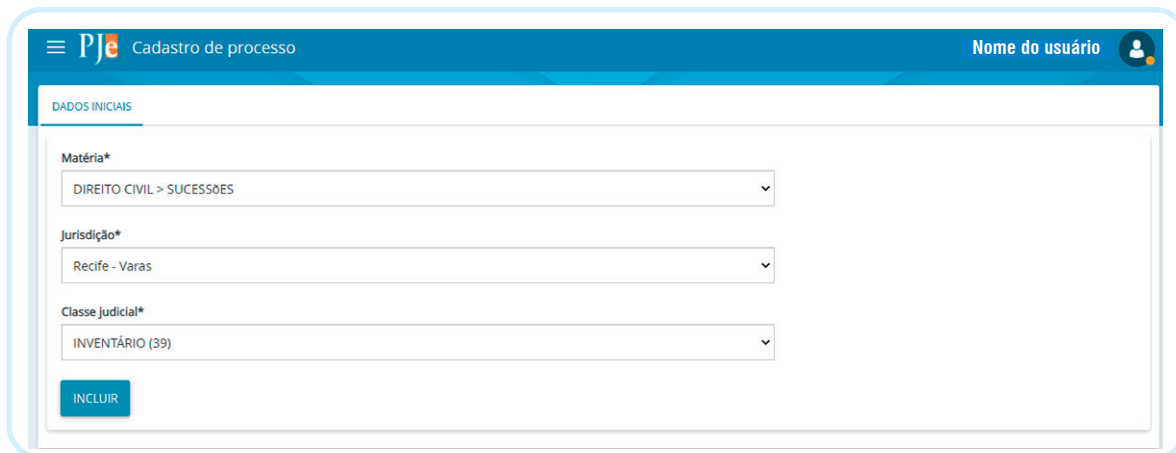 PJe Cadastro de processo Nome do usuário
DADOS INICIAIS
Matéria*
DIREITO CIVIL > SUCESSõES
Jurisdição*
Recife - Varas
Classe judicial*
INVENTÁRIO (39)
INCLUIR